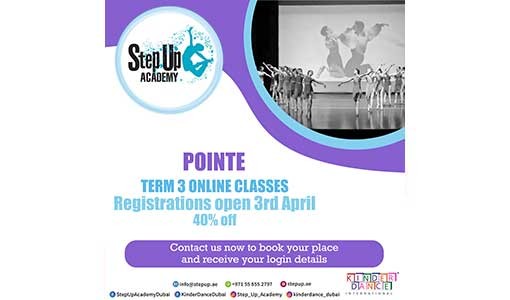 Step Up
ACADEMY
POINTE
TERM 3 ONLINE CLASSES
Registrations open 3rd April
40% off
Contact us now to book your place
and receive your login details
info@stepup.ae +971 55 855 2797 stepup.ae
StepUpAcademyDubai KinderDanceDubai Step_Up_Academy kinderdance_dubai
KINDER
DANCE
INTERNATIONAL